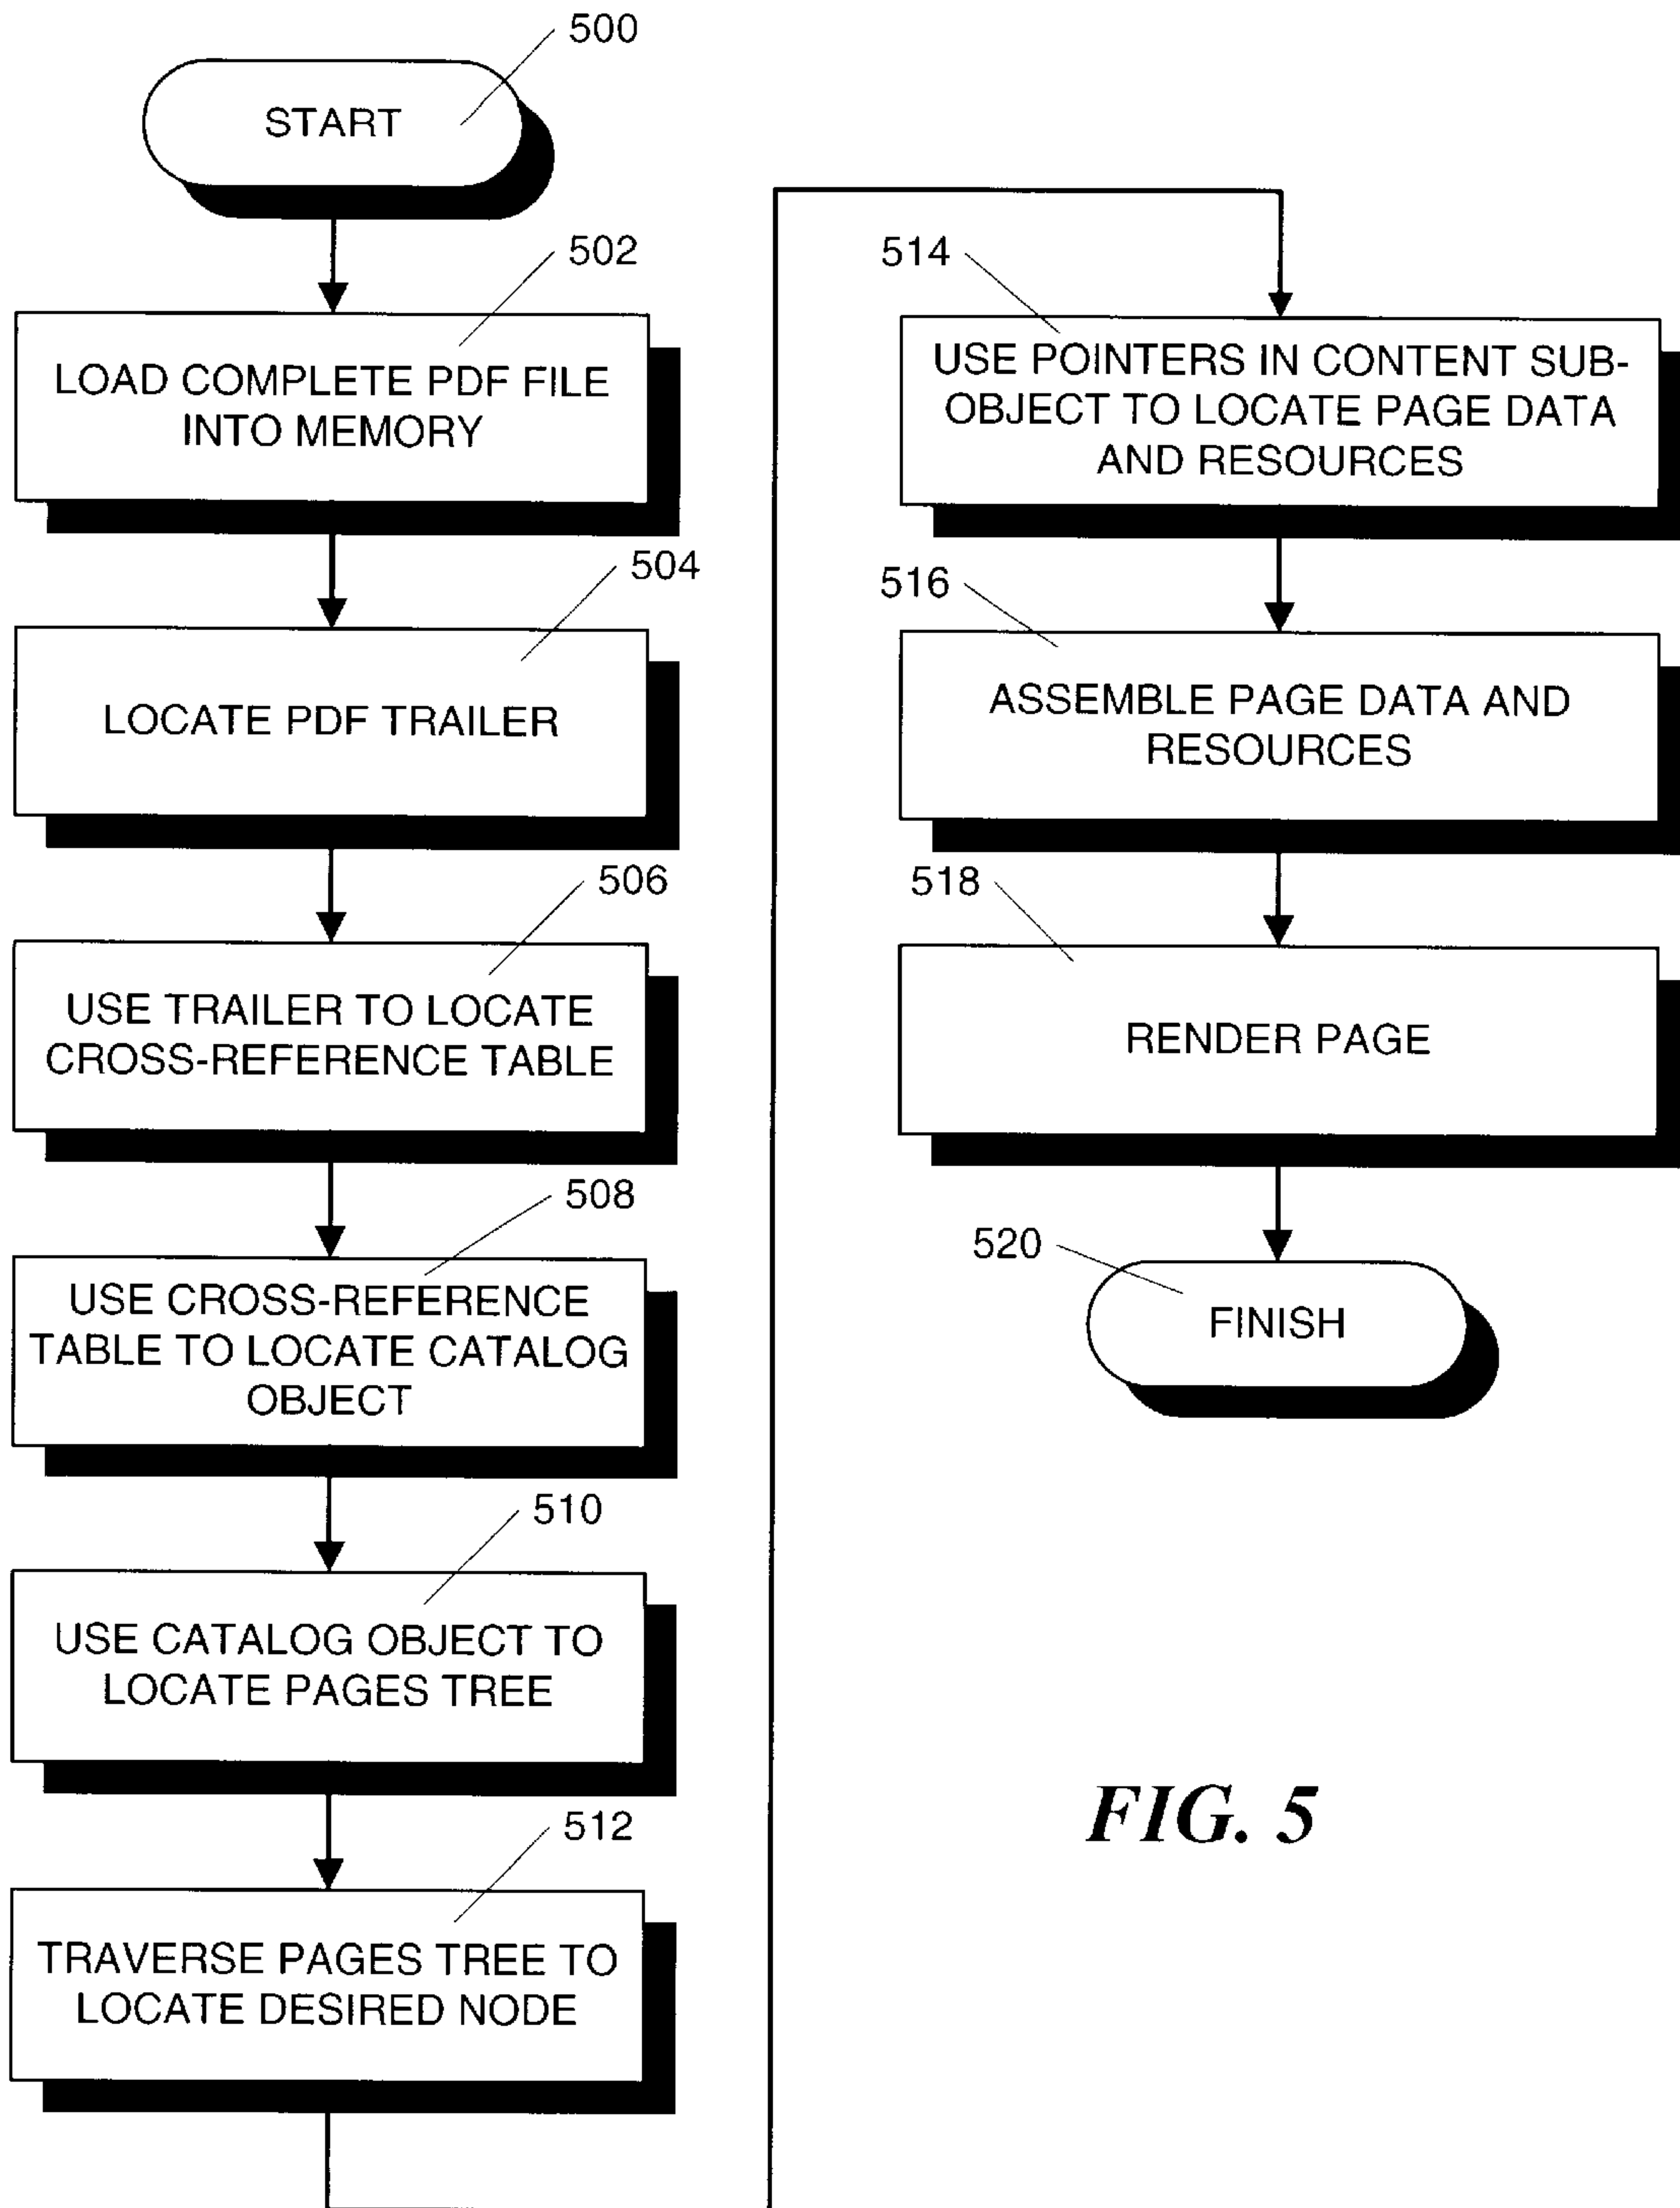 500
START
502
LOAD COMPLETE PDF FILE
INTO MEMORY
504
LOCATE PDF TRAILER
506
USE TRAILER TO LOCATE
CROSS-REFERENCE TABLE
508
USE CROSS-REFERENCE
TABLE TO LOCATE CATALOG
OBJECT
510
USE CATALOG OBJECT TO
LOCATE PAGES TREE
512
TRAVERSE PAGES TREE TO
LOCATE DESIRED NODE
514
USE POINTERS IN CONTENT SUB-
OBJECT TO LOCATE PAGE DATA
AND RESOURCES
516
ASSEMBLE PAGE DATA AND
RESOURCES
518
RENDER PAGE
520
FINISH
FIG. 5